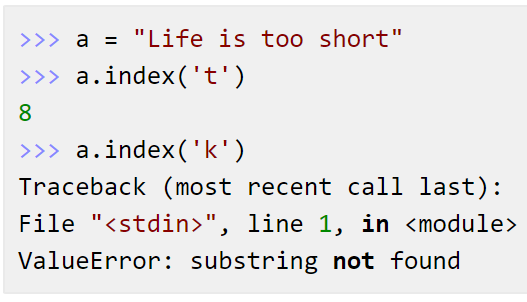 >>> a = "Life is too short"
>>> a.index('t')
8
>>> a.index('k')
Traceback (most recent call last):
File "<stdin>", line 1, in <module>
ValueError: substring not found